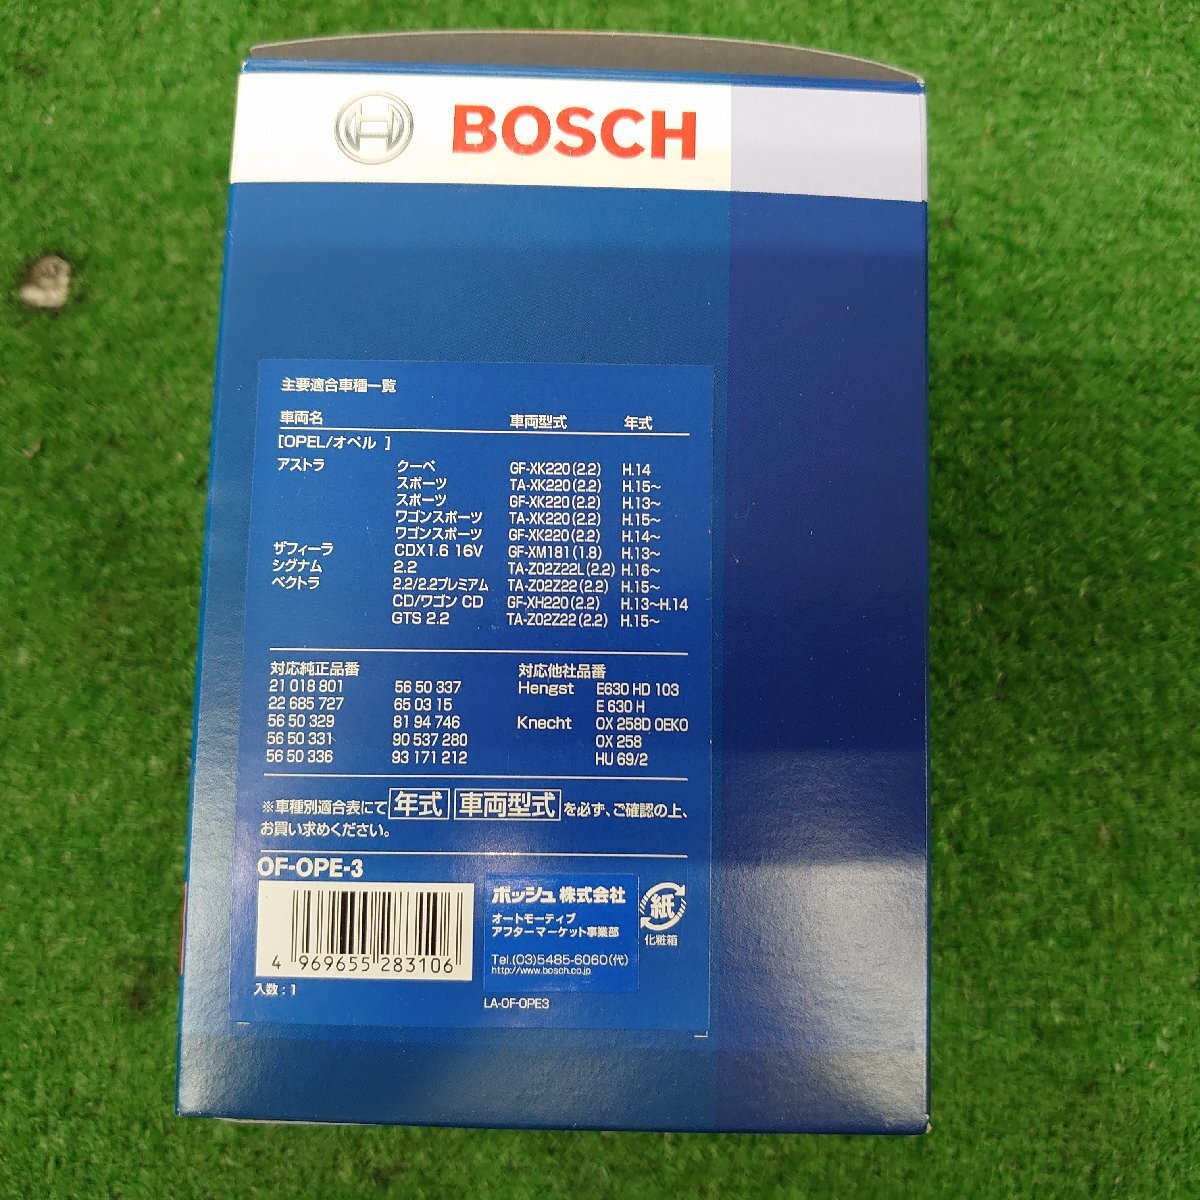 BOSCH
主要適合車種一覧
車両名 車両型式 年式
[OPEL/オペル ]
アストラ クーペ GF-XK220(2.2) H.14
スポーツ TA-XK220(2.2) H.15~
スポーツ GF-XK220(2.2) H.13~
ワゴンスポーツ TA-XK220(2.2) H.15~
ワゴンスポーツ GF-XK220(2.2) H.14~
ザフィーラ CDX1.6 16V GF-XM181(1.8) H.13~
シグナム 2.2 TA-Z02Z22L(2.2) H.16~
ベクトラ 2.2/2.2プレミアム TA-Z02Z22(2.2) H.15~
CD/ワゴン CD GF-XH220(2.2) H.13~H.14
GTS 2.2 TA-Z02Z22(2.2) H.15~
対応純正品番 対応他社品番
21 018 801 56 50 337 Hengst E630 HD 103
22 685 727 65 03 15 E 630 H
56 50 329 81 94 746 Knecht OX 258D OEKO
56 50 331 90 537 280 OX 258
56 50 336 93 171 212 HU 69/2
※車種別適合表にて 年式 車両型式 を必ず、ご確認の上、
お買い求めください。
OF-OPE-3
4 969655 283106
入数:1
ボッシュ株式会社
オートモーティブ
アフターマーケット事業部
Tel.(03)5485-6060(代)
http://www.bosch.co.jp
紙
化粧箱
LA-OF-OPE3